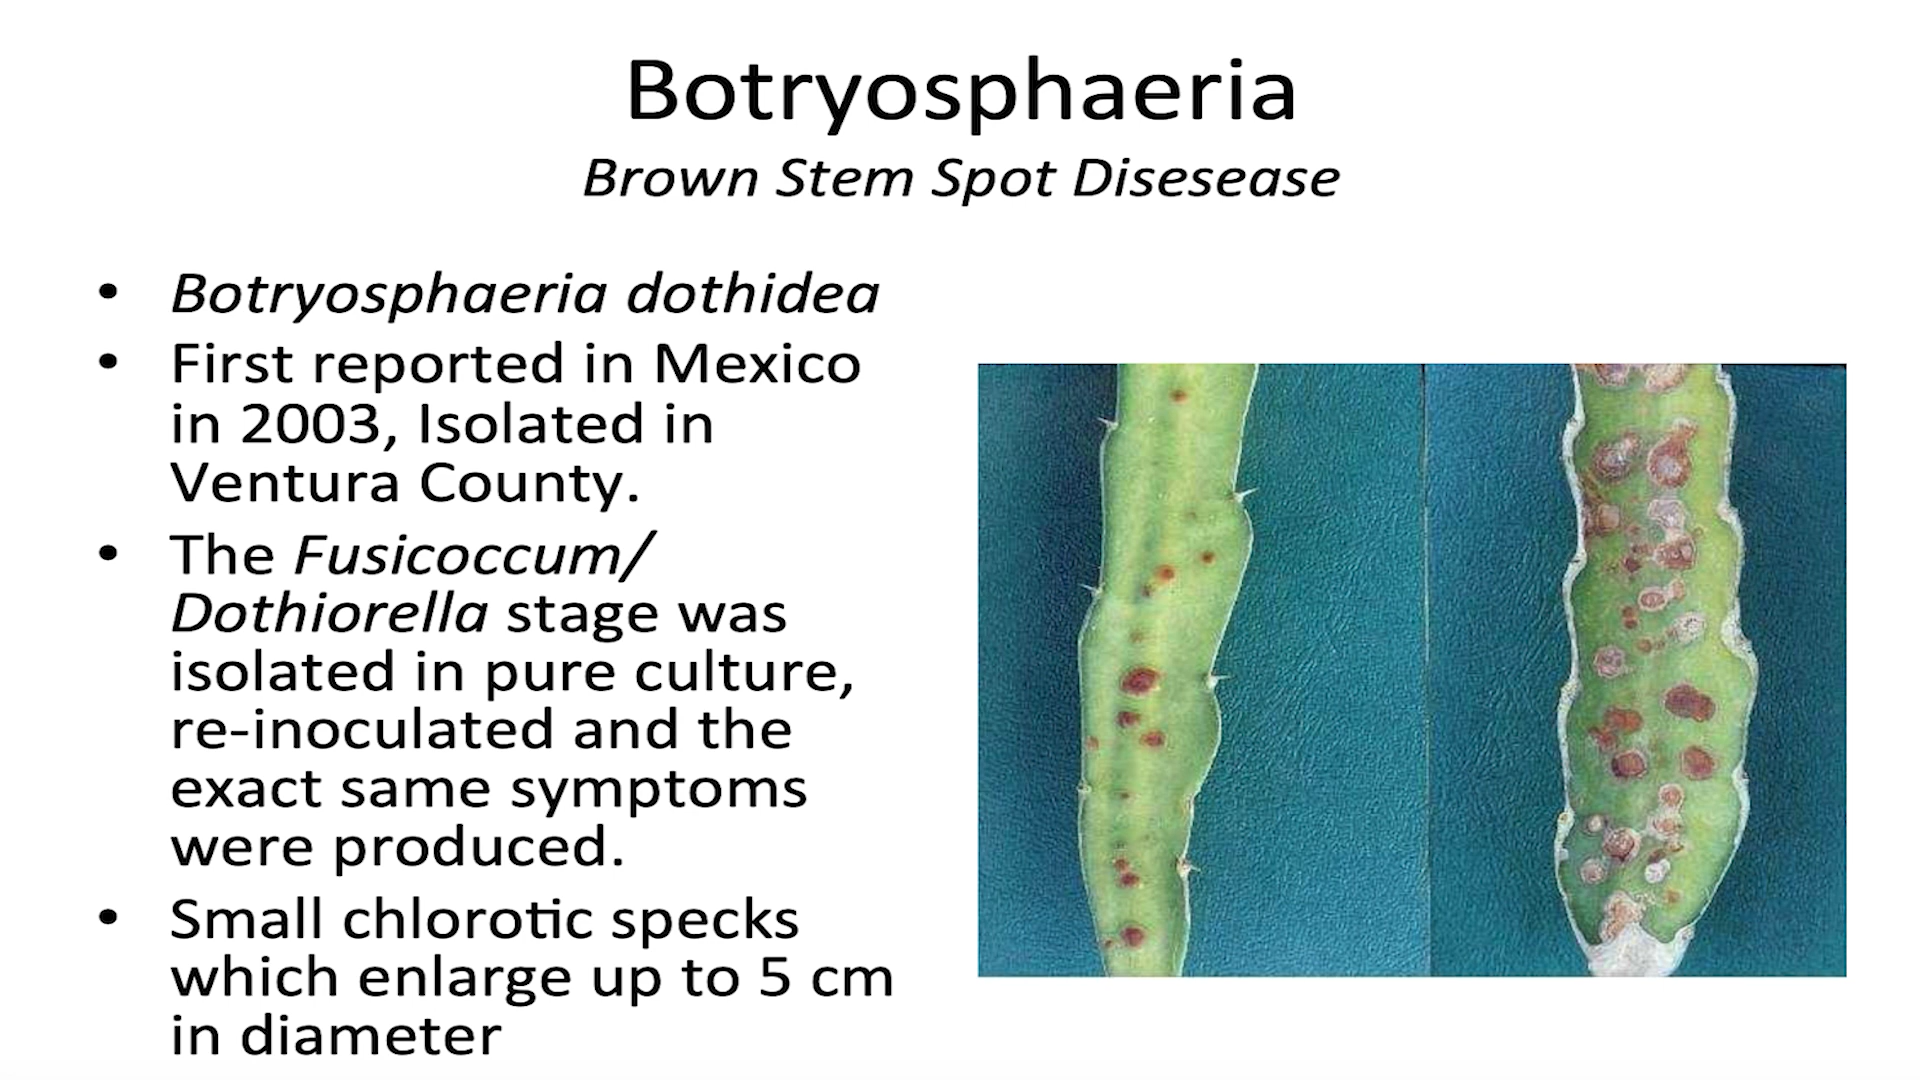 Botryosphaeria
Brown Stem Spot Disesease
• Botryosphaeria dothidea
• First reported in Mexico
in 2003, Isolated in
Ventura County.
• The Fusicoccum/
Dothiorella stage was
isolated in pure culture,
re-inoculated and the
exact same symptoms
were produced.
• Small chlorotic specks
which enlarge up to 5 cm
in diameter